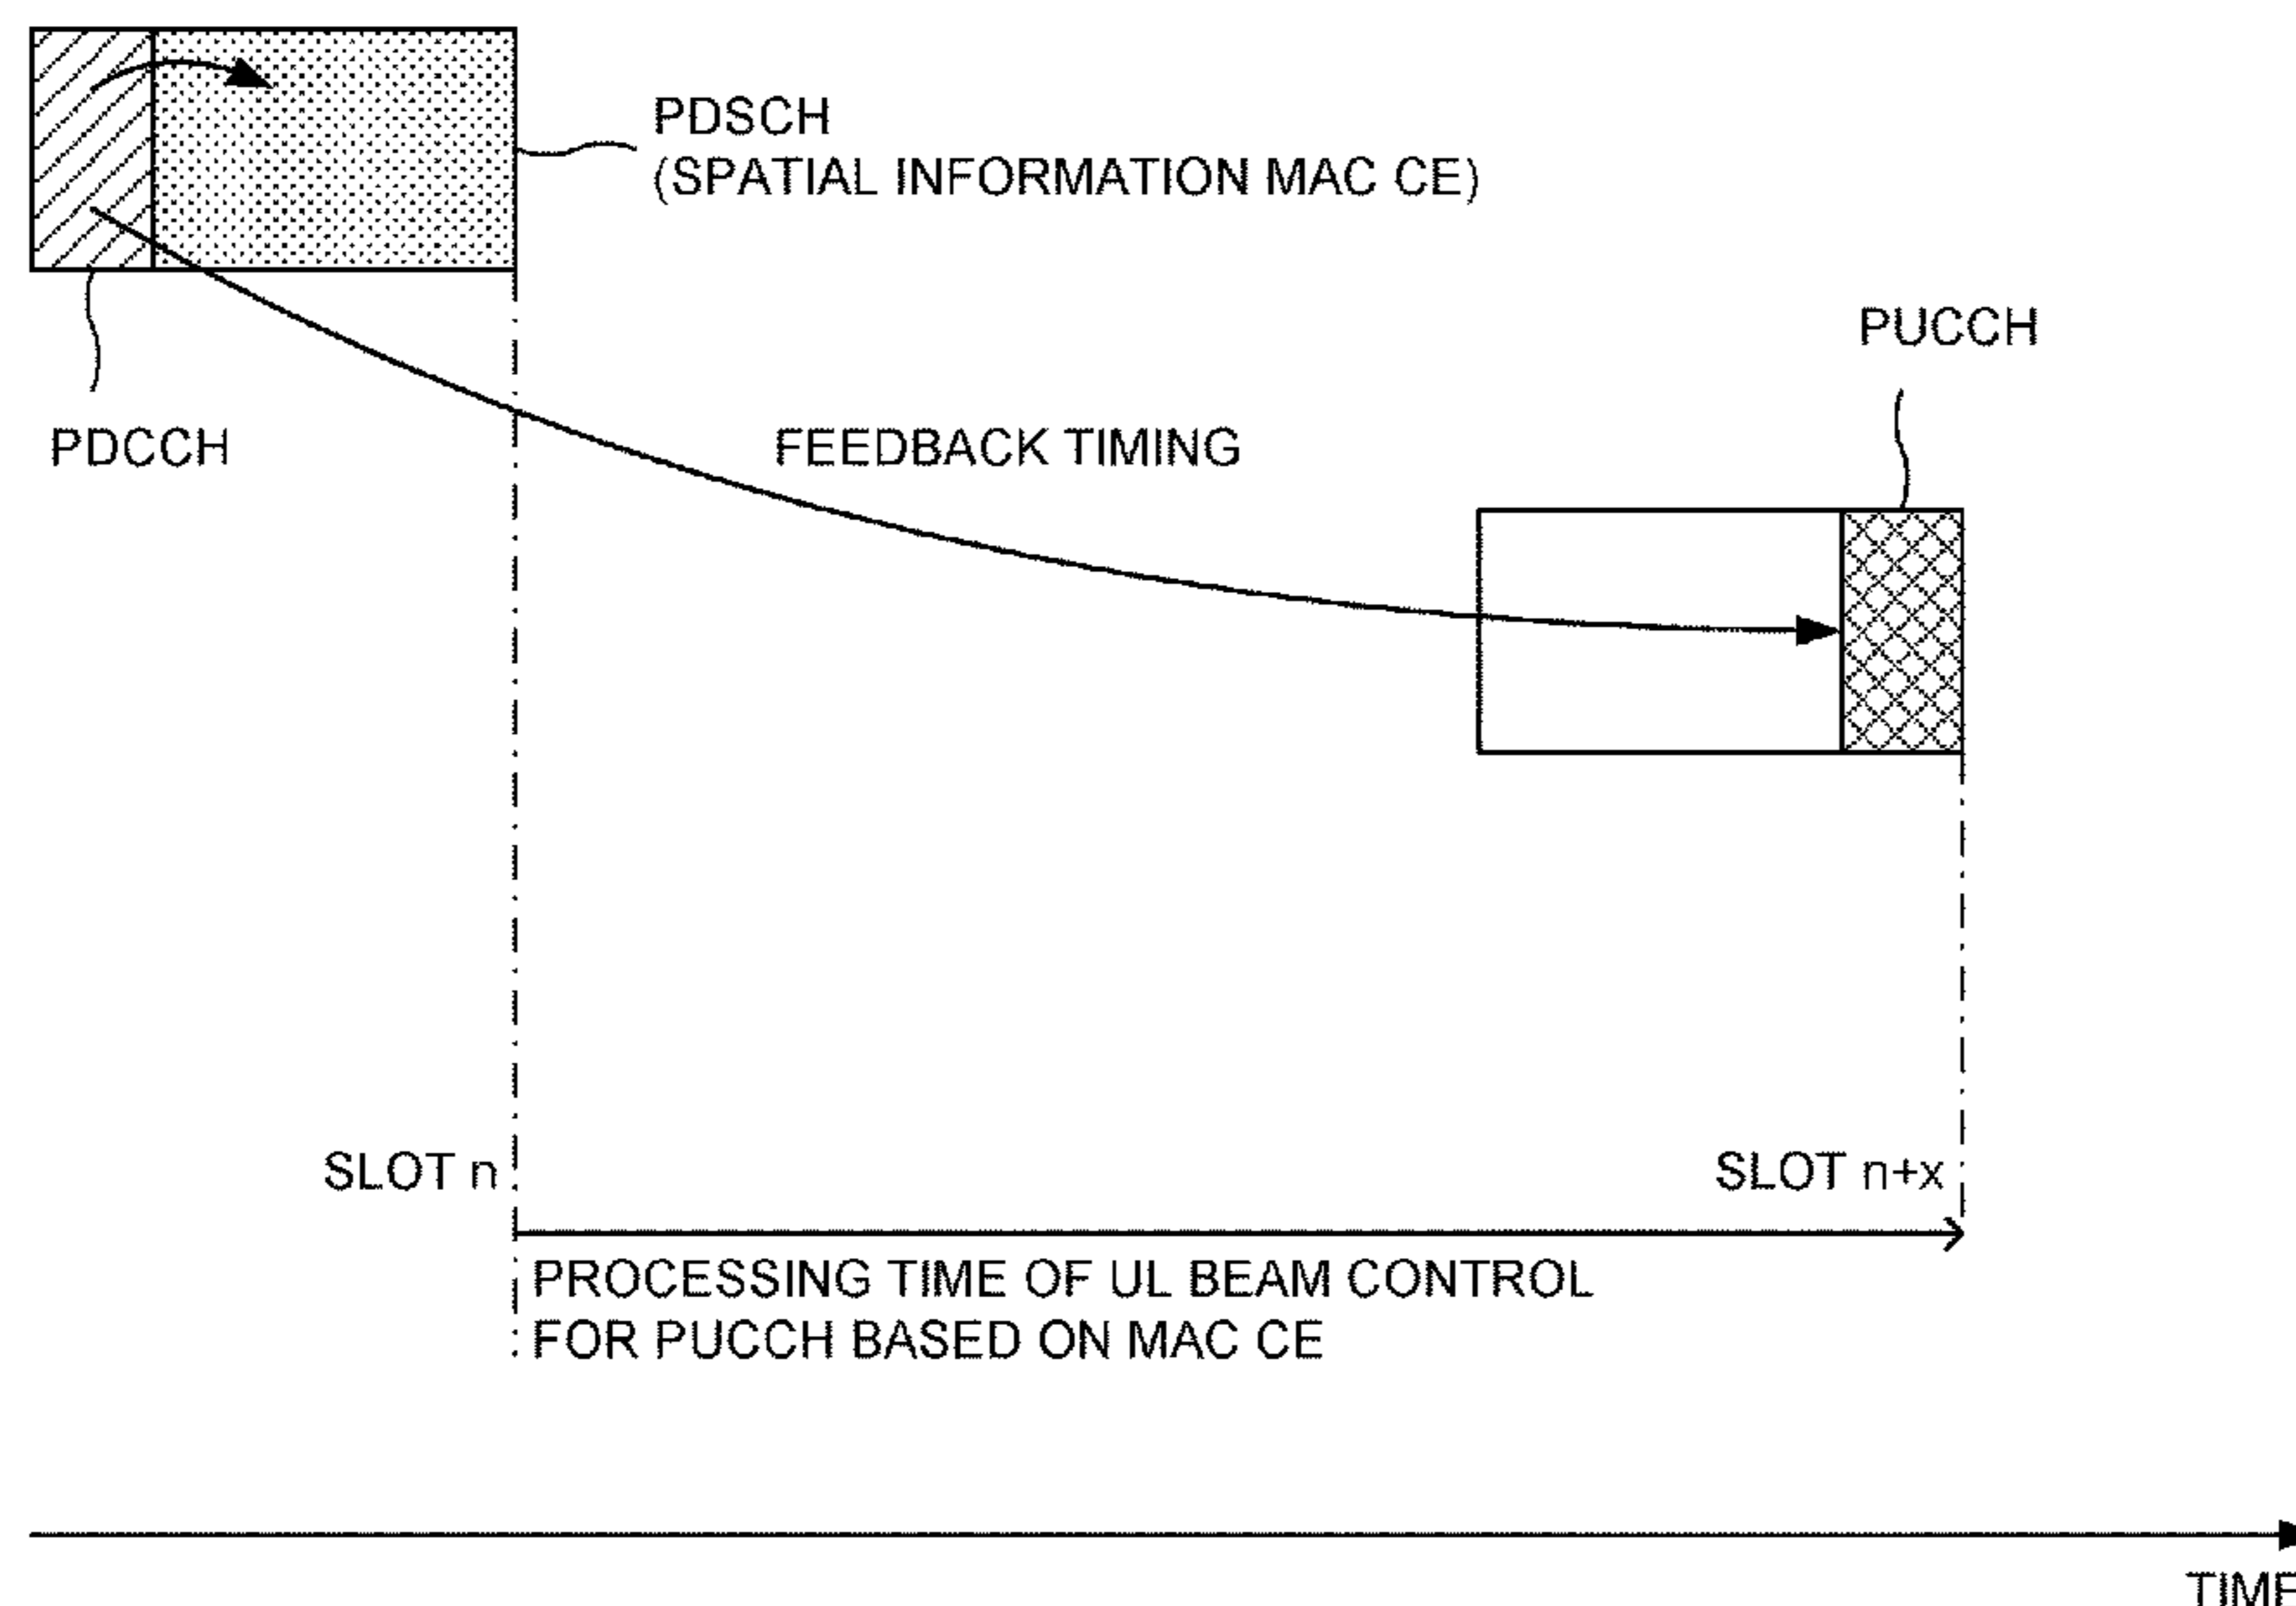 PDSCH
(SPATIAL INFORMATION MAC CE)
PUCCH
PDCCH
FEEDBACK TIMING
SLOT n
SLOT n+x
PROCESSING TIME OF UL BEAM CONTROL
FOR PUCCH BASED ON MAC CE
TIME